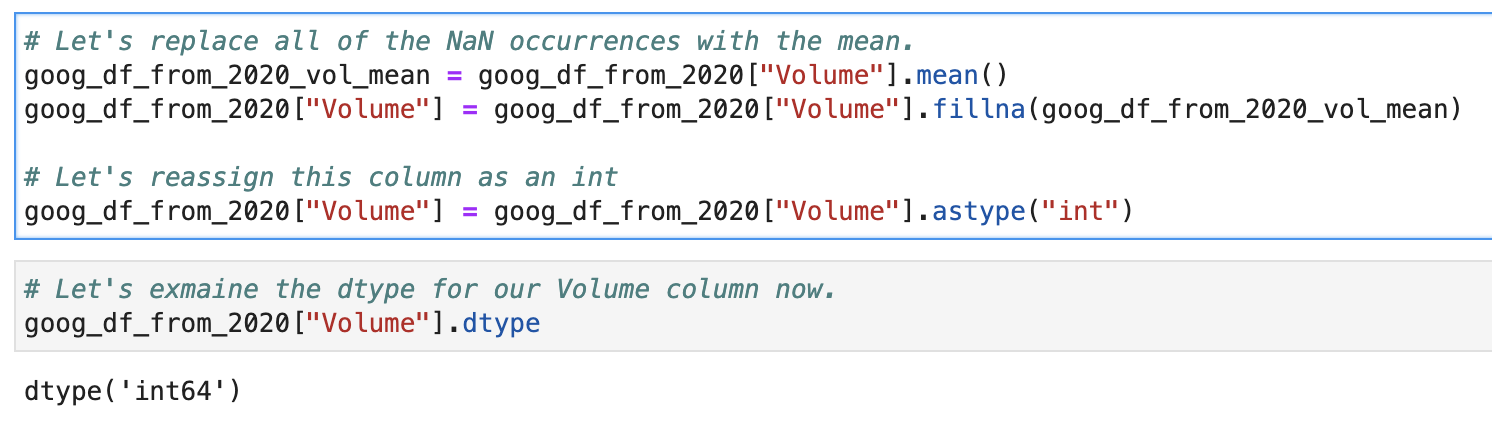 # Let's replace all of the NaN occurrences with the mean.
goog_df_from_2020_vol_mean = goog_df_from_2020["Volume"].mean()
goog_df_from_2020["Volume"] = goog_df_from_2020["Volume"].fillna(goog_df_from_2020_vol_mean)
# Let's reassign this column as an int
goog_df_from_2020["Volume"] = goog_df_from_2020["Volume"].astype("int")
# Let's exmaine the dtype for our Volume column now.
goog_df_from_2020["Volume"].dtype
dtype('int64')